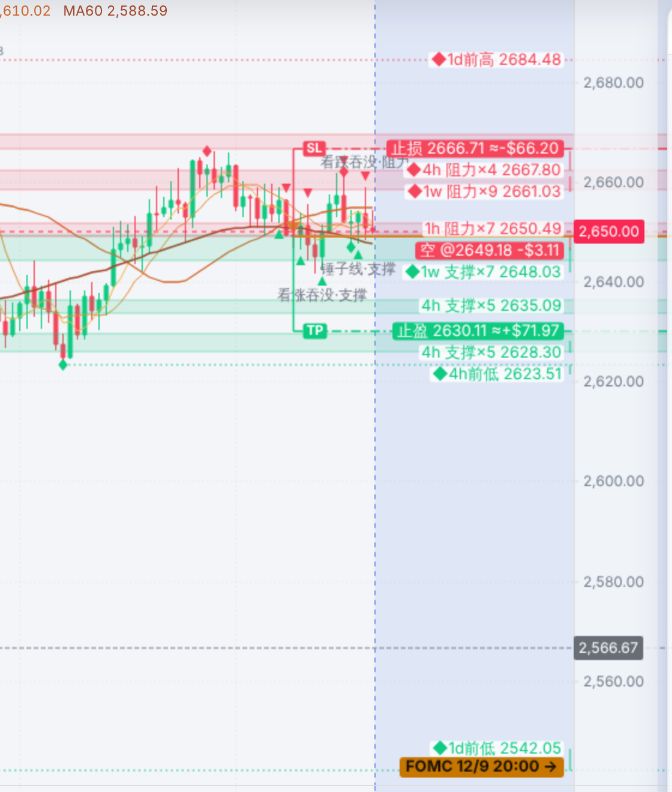 ,610.02 MA60 2,588.59
◆1d前高 2684.48
2,680.00
SL
止损 2666.71 ≈-$66.20
看跌吞没·阻力
◆4h 阻力×4 2667.80
2,660.00
◆1w 阻力×9 2661.03
1h 阻力×7 2650.49
2,650.00
空 @2649.18 -$3.11
锤子线·支撑
◆1w 支撑×7 2648.03
2,640.00
看涨吞没·支撑
4h 支撑×5 2635.09
TP
止盈 2630.11 ≈+$71.97
4h 支撑×5 2628.30
◆4h前低 2623.51
2,620.00
2,600.00
2,580.00
2,566.67
2,560.00
◆1d前低 2542.05
FOMC 12/9 20:00 →